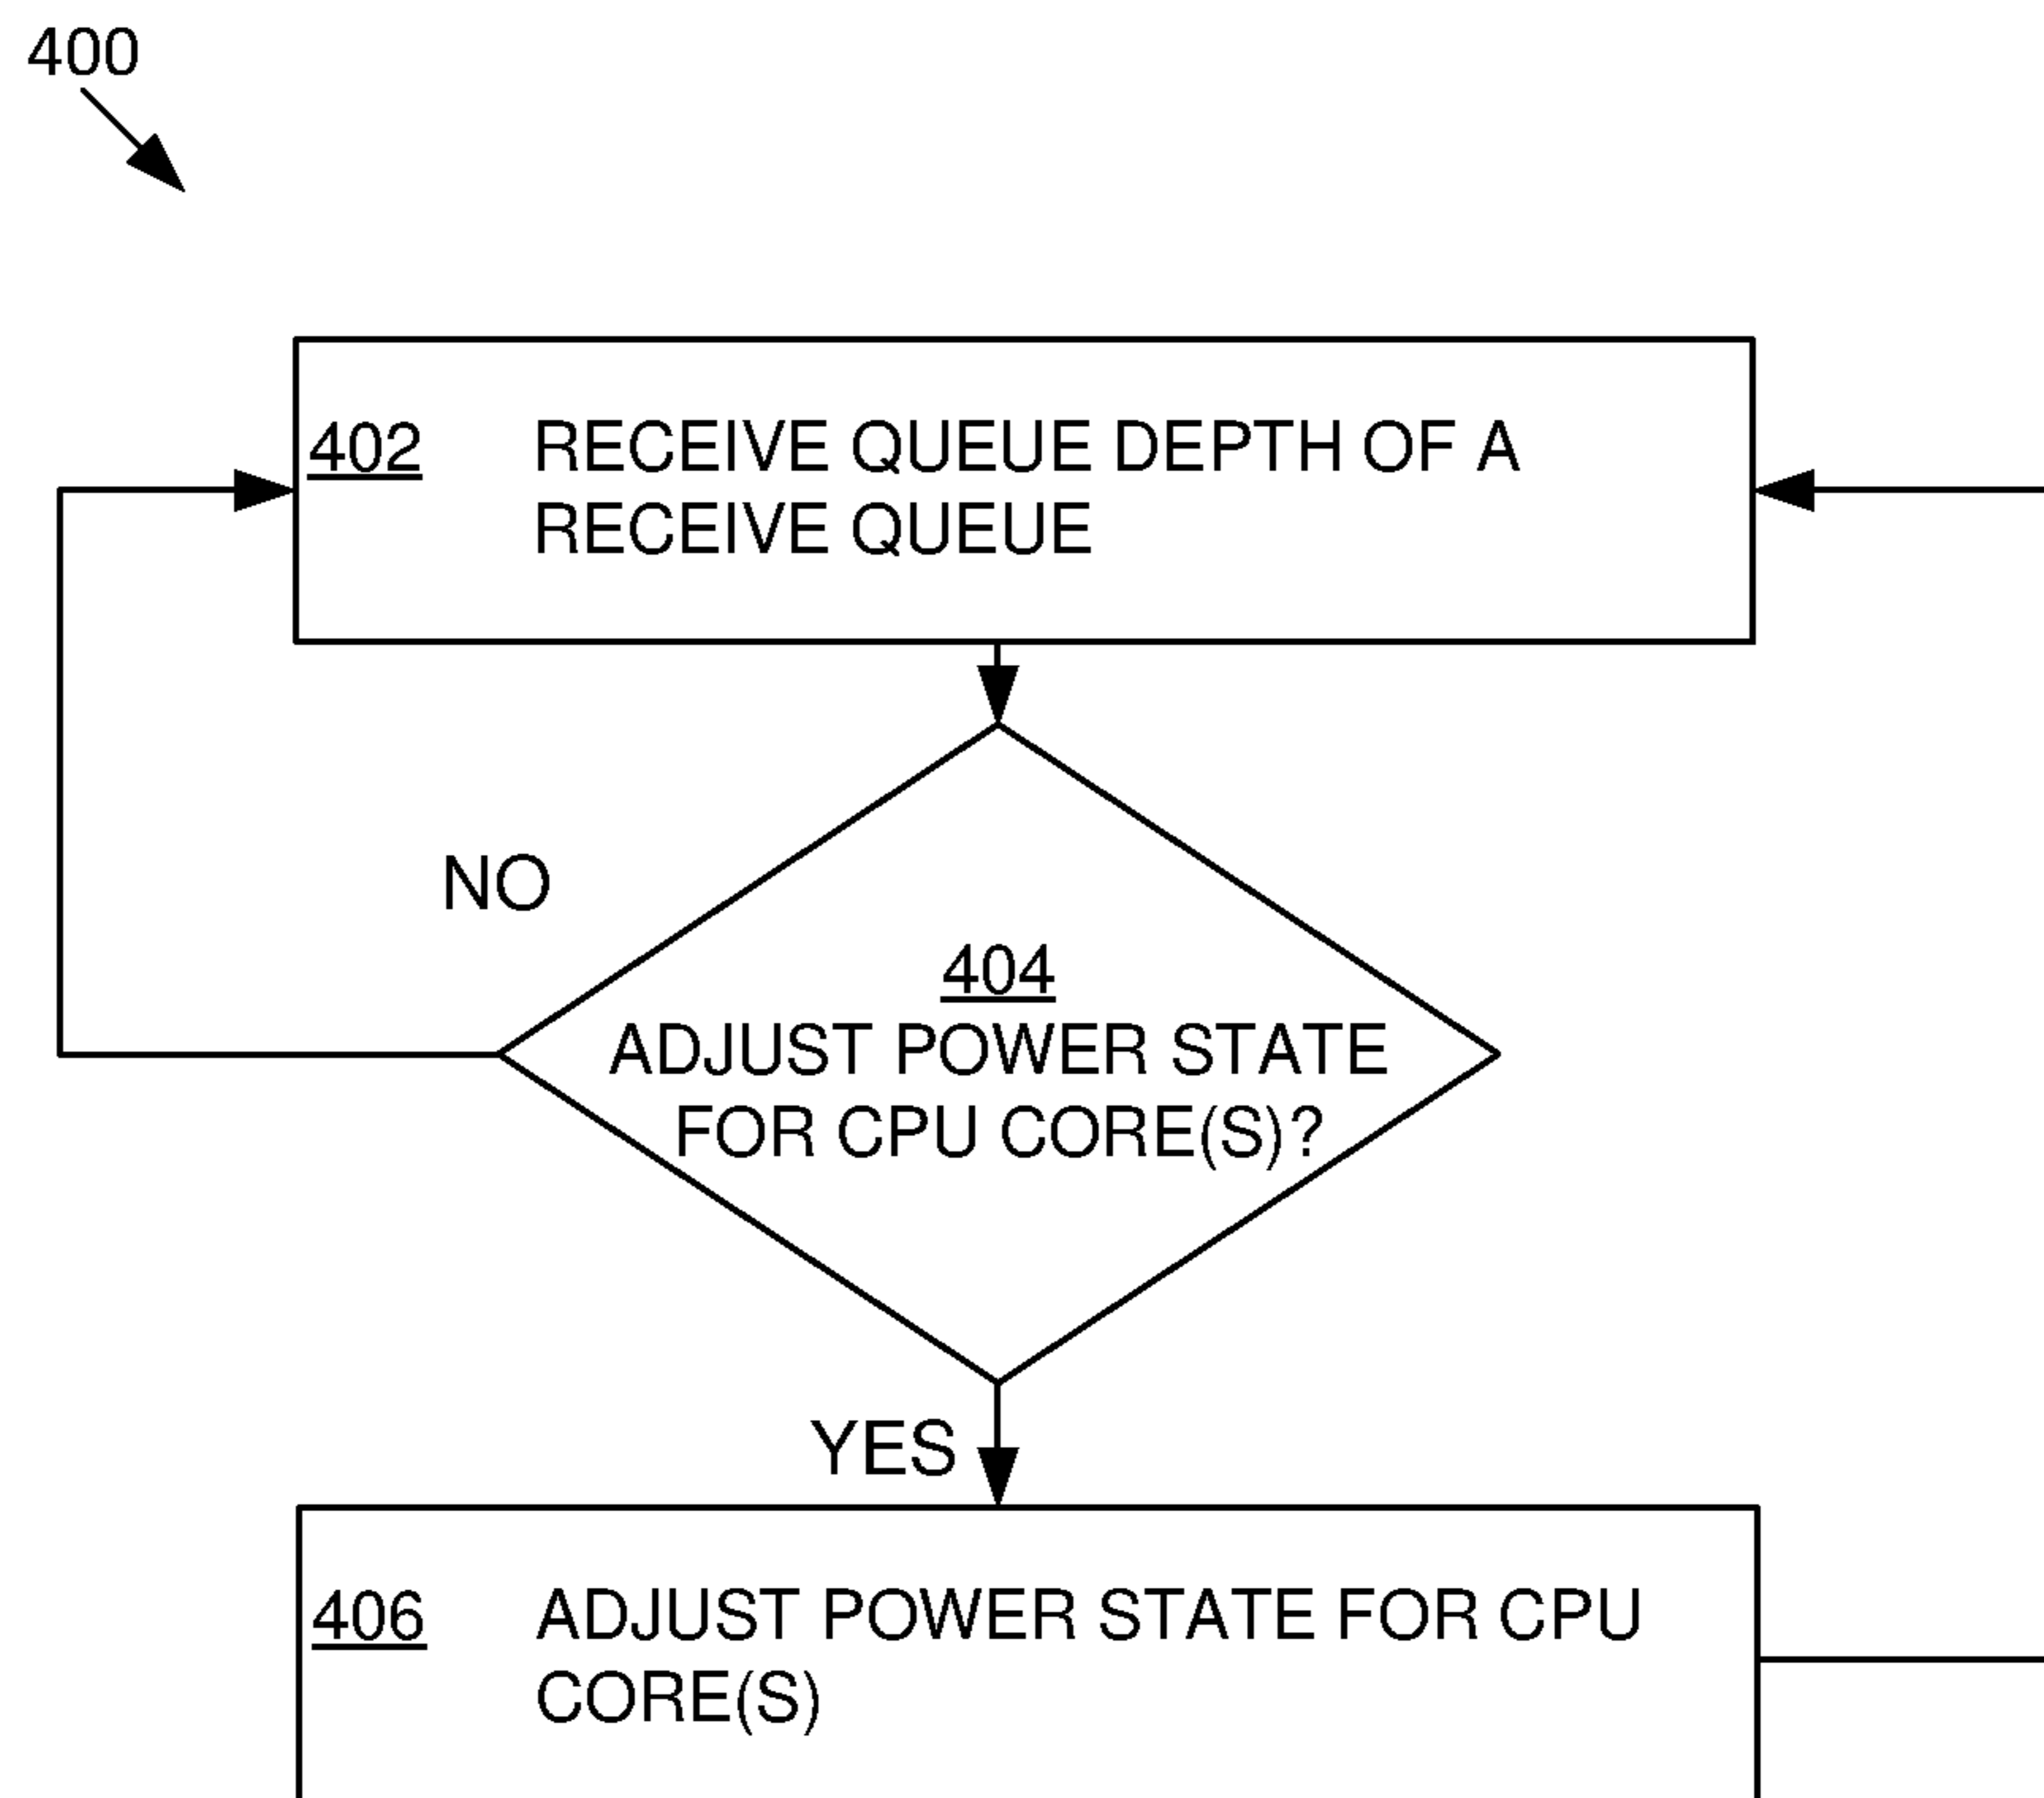 400
402
RECEIVE QUEUE DEPTH OF A
RECEIVE QUEUE
NO
404
ADJUST POWER STATE
FOR CPU CORE(S)?
YES
406
ADJUST POWER STATE FOR CPU
CORE(S)